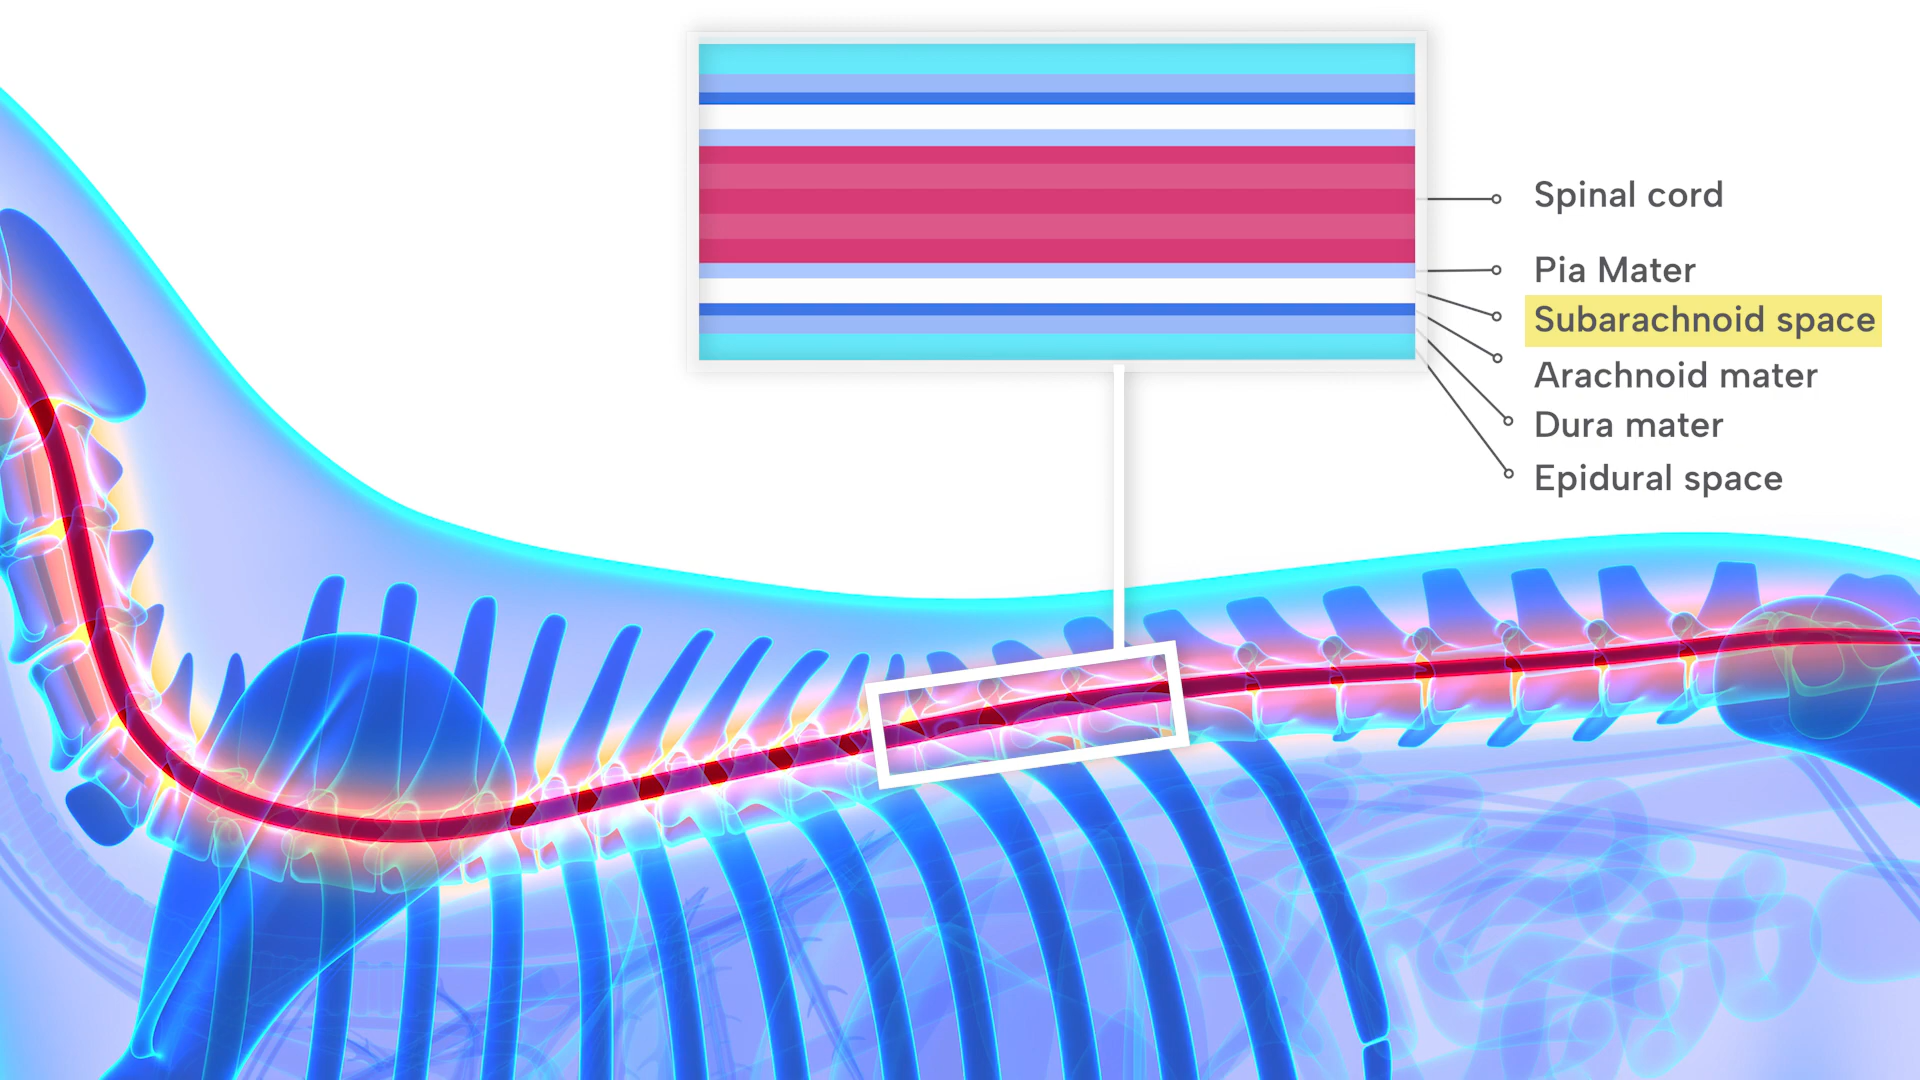 Spinal cord
Pia Mater
Subarachnoid space
Arachnoid mater
Dura mater
Epidural space